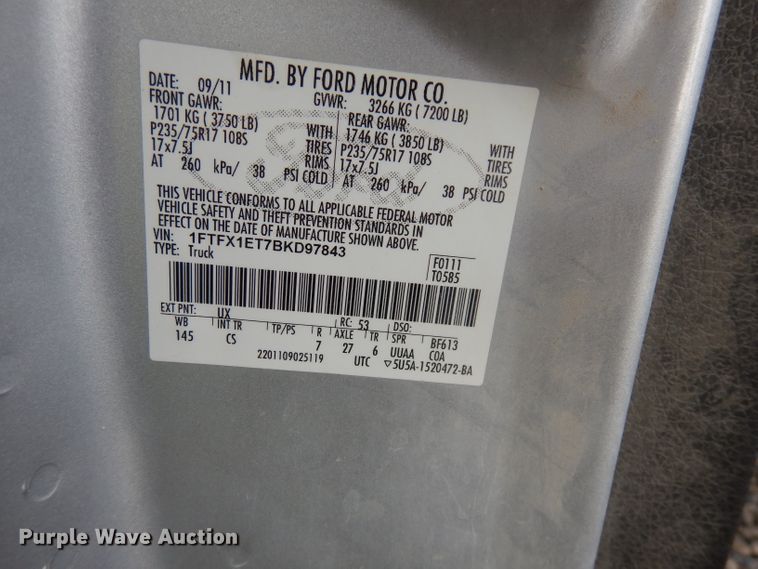 MFD. BY FORD MOTOR CO.
DATE: 09/11 GVWR: 3266 KG ( 7200 LB)
FRONT GAWR: REAR GAWR:
1701 KG ( 3750 LB) WITH 1746 KG ( 3850 LB) WITH
P235/75R17 108S TIRES P235/75R17 108S TIRES
17x7.5J RIMS 17x7.5J RIMS
AT 260 kPa/ 38 PSI COLD AT 260 kPa/ 38 PSI COLD
Ford
THIS VEHICLE CONFORMS TO ALL APPLICABLE FEDERAL MOTOR
VEHICLE SAFETY AND THEFT PREVENTION STANDARDS IN
EFFECT ON THE DATE OF MANUFACTURE SHOWN ABOVE.
VIN: 1FTFX1ET7BKD97843
TYPE: Truck
F0111
T0585
EXT PNT: UX RC: 53 DSO:
WB INT TR TP/PS R AXLE TR SPR BF613
145 CS 7 27 6 UUAA COA
2201109025119 UTC ▽5U5A-1520472-BA
Purple Wave Auction